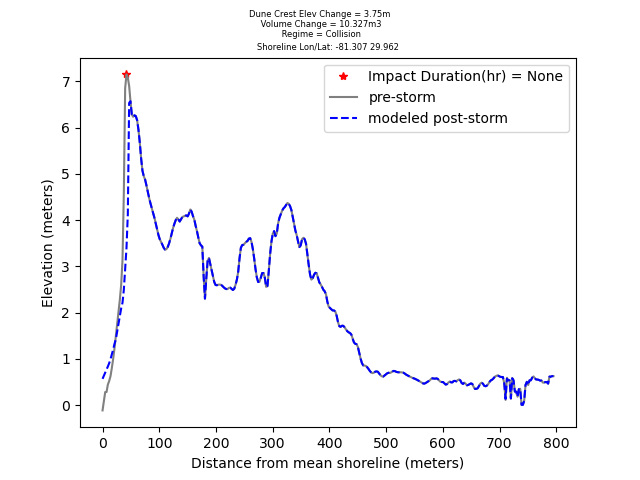 Dune Crest Elev Change = 3.75m
Volume Change = 10.327m3
Regime = Collision
Shoreline Lon/Lat: -81.307 29.962
Impact Duration(hr) = None
pre-storm
modeled post-storm
Elevation (meters)
7
6
5
4
3
2
1
0
0 100 200 300 400 500 600 700 800
Distance from mean shoreline (meters)